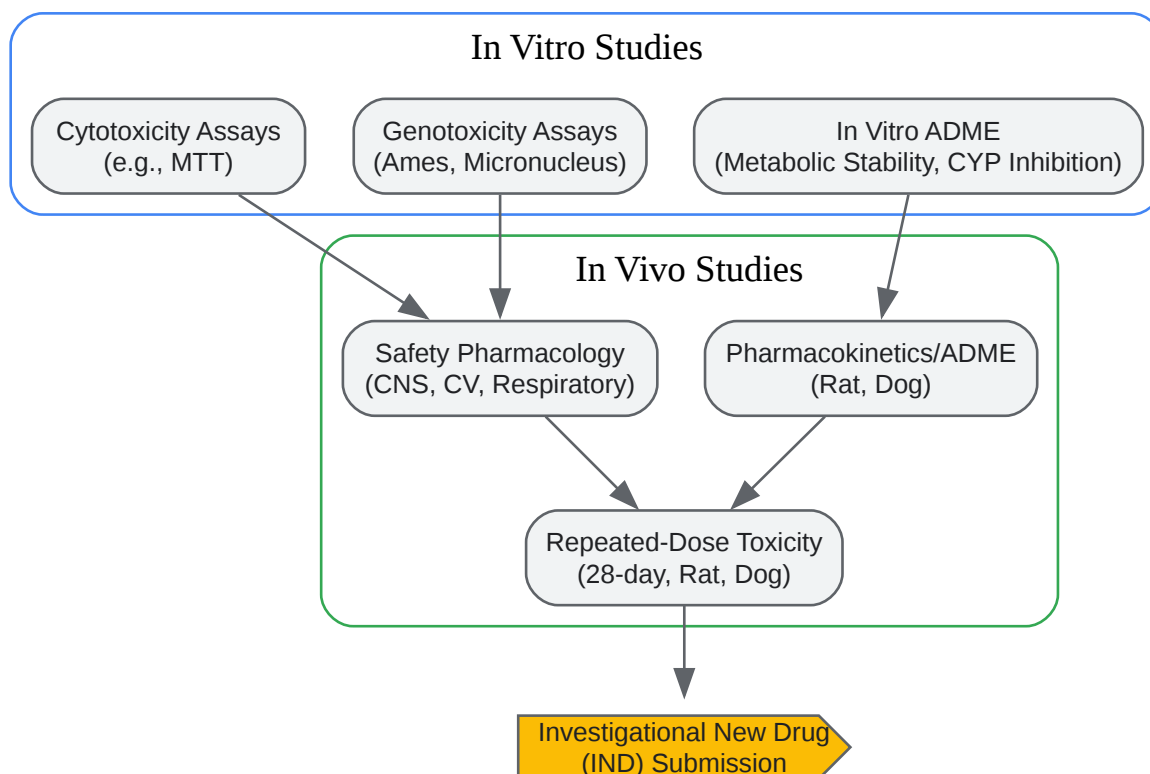 In Vitro Studies
Cytotoxicity Assays
(e.g., MTT)
Genotoxicity Assays
(Ames, Micronucleus)
In Vitro ADME
(Metabolic Stability, CYP Inhibition)
In Vivo Studies
Safety Pharmacology
(CNS, CV, Respiratory)
Pharmacokinetics/ADME
(Rat, Dog)
Repeated-Dose Toxicity
(28-day, Rat, Dog)
Investigational New Drug
(IND) Submission